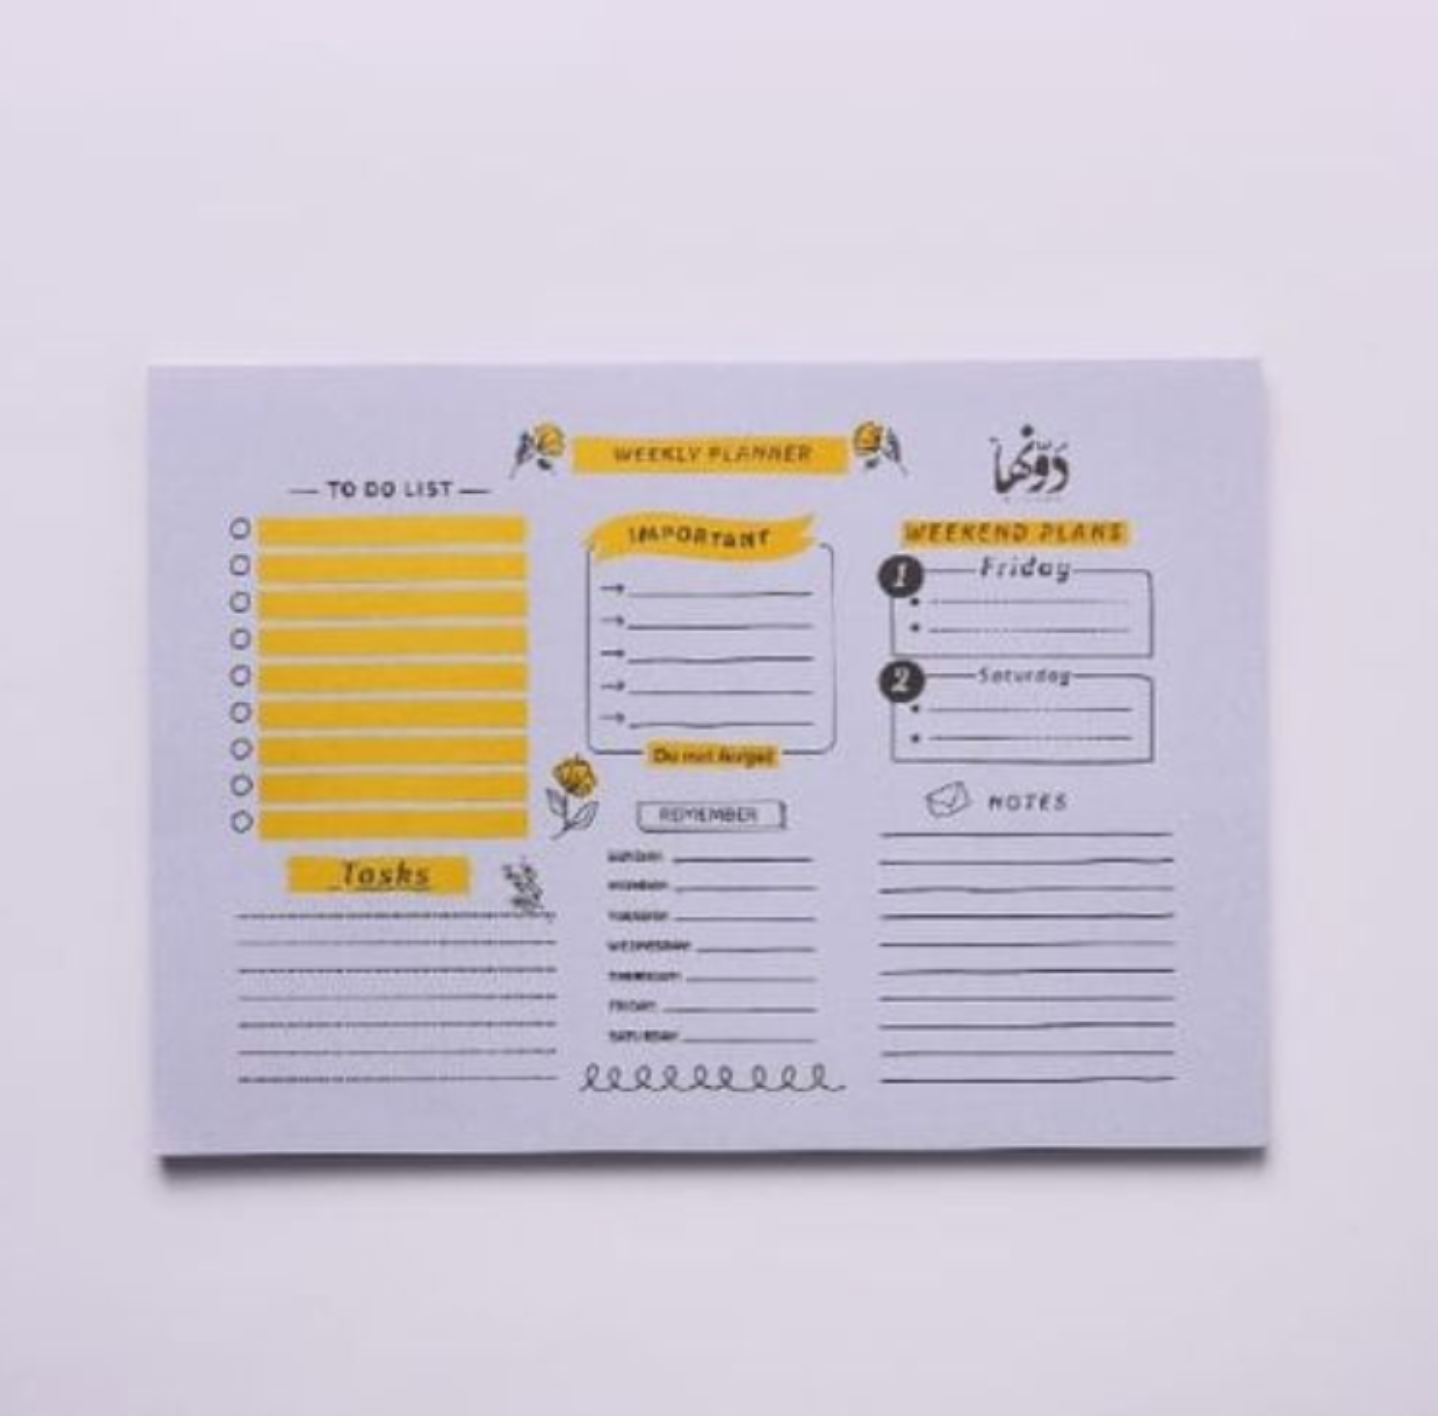 WEEKLY PLANNER
دوّنها
TO DO LIST
Tasks
IMPORTANT
Do not forget
REMEMBER
SUNDAY
MONDAY
TUESDAY
WEDNESDAY
THURSDAY
FRIDAY
SATURDAY
WEEKEND PLANS
1 Friday
2 Saturday
NOTES